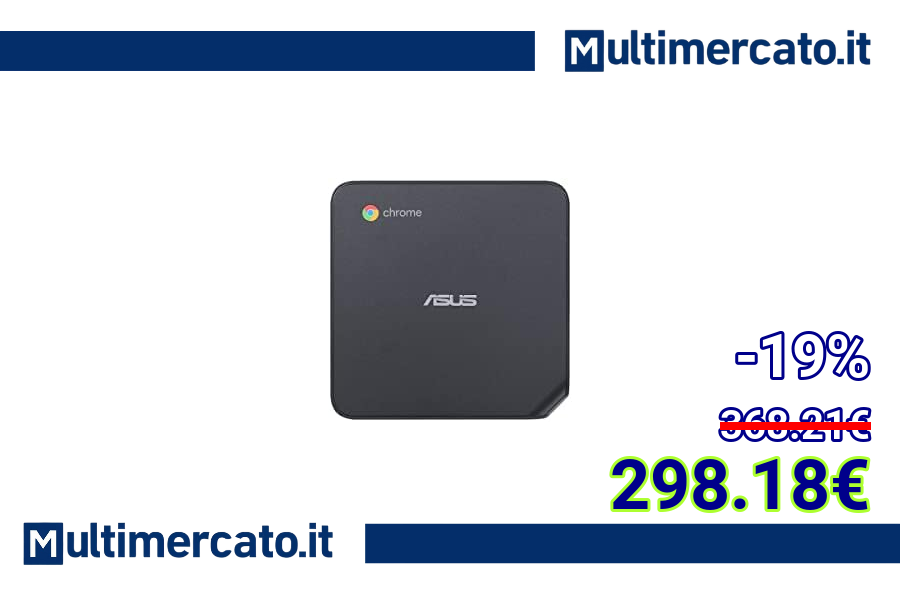 Multimercato.it
chrome
ASUS
-19%
368.21€
298.18€
Multimercato.it